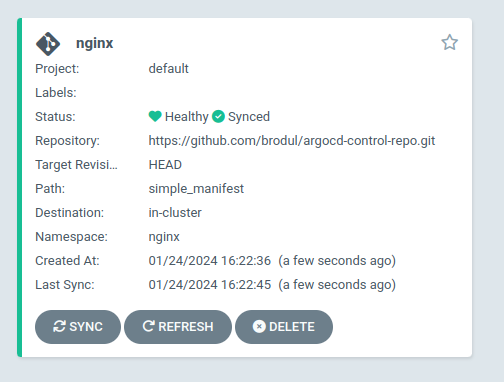 nginx
Project: default
Labels:
Status: Healthy Synced
Repository: https://github.com/brodul/argocd-control-repo.git
Target Revisi... HEAD
Path: simple_manifest
Destination: in-cluster
Namespace: nginx
Created At: 01/24/2024 16:22:36 (a few seconds ago)
Last Sync: 01/24/2024 16:22:45 (a few seconds ago)
SYNC REFRESH DELETE